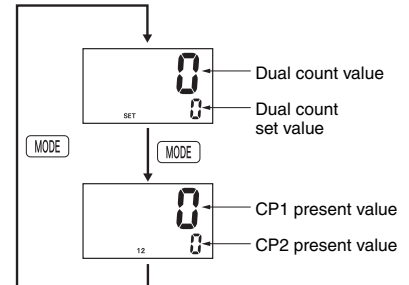 0
Dual count value
0
SET
Dual count
set value
MODE
MODE
0
CP1 present value
0
12
CP2 present value